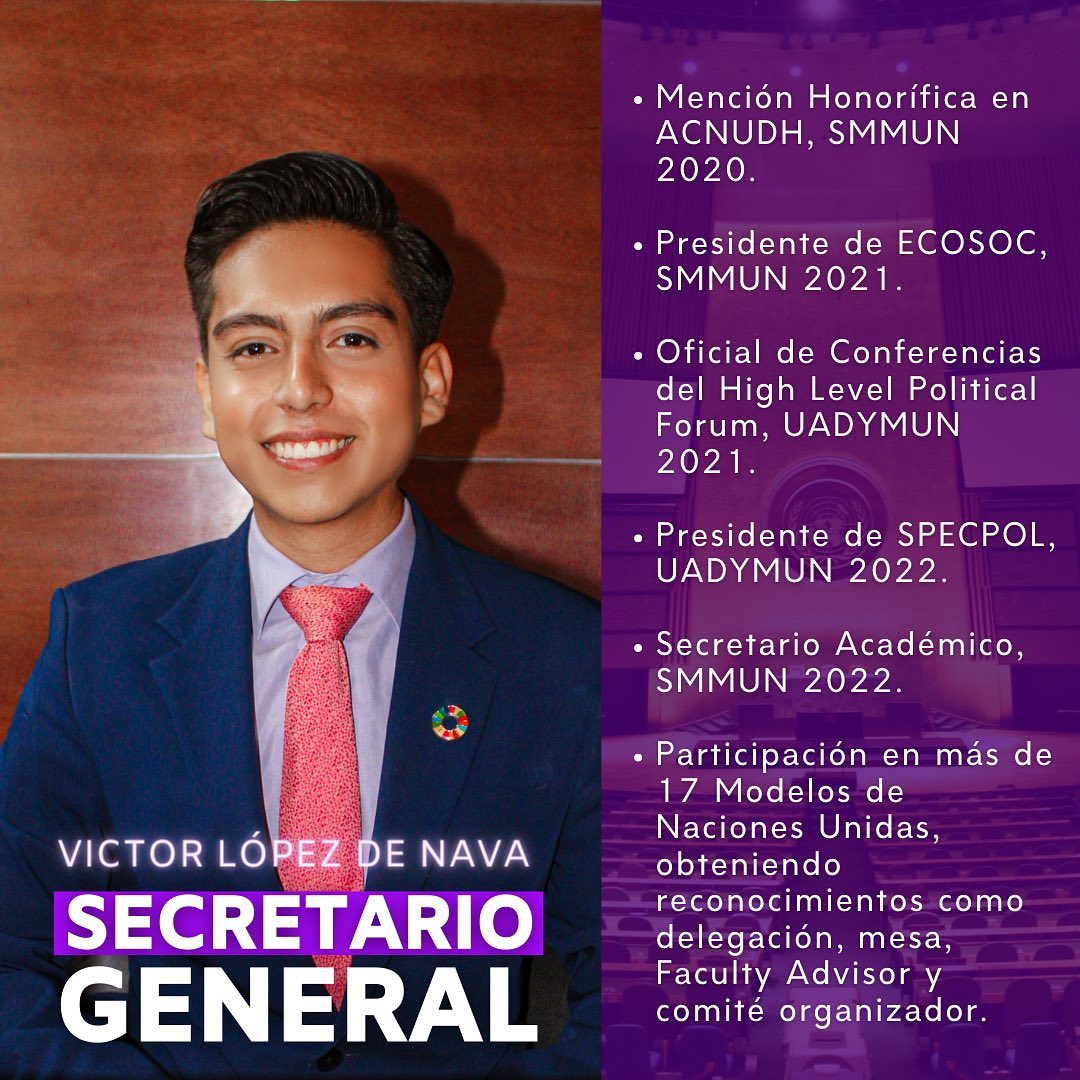 VICTOR LÓPEZ DE NAVA
SECRETARIO
GENERAL
• Mención Honorífica en
ACNUDH, SMMUN
2020.
• Presidente de ECOSOC,
SMMUN 2021.
• Oficial de Conferencias
del High Level Political
Forum, UADYMUN
2021.
• Presidente de SPECPOL,
UADYMUN 2022.
• Secretario Académico,
SMMUN 2022.
• Participación en más de
17 Modelos de
Naciones Unidas,
obteniendo
reconocimientos como
delegación, mesa,
Faculty Advisor y
comité organizador.